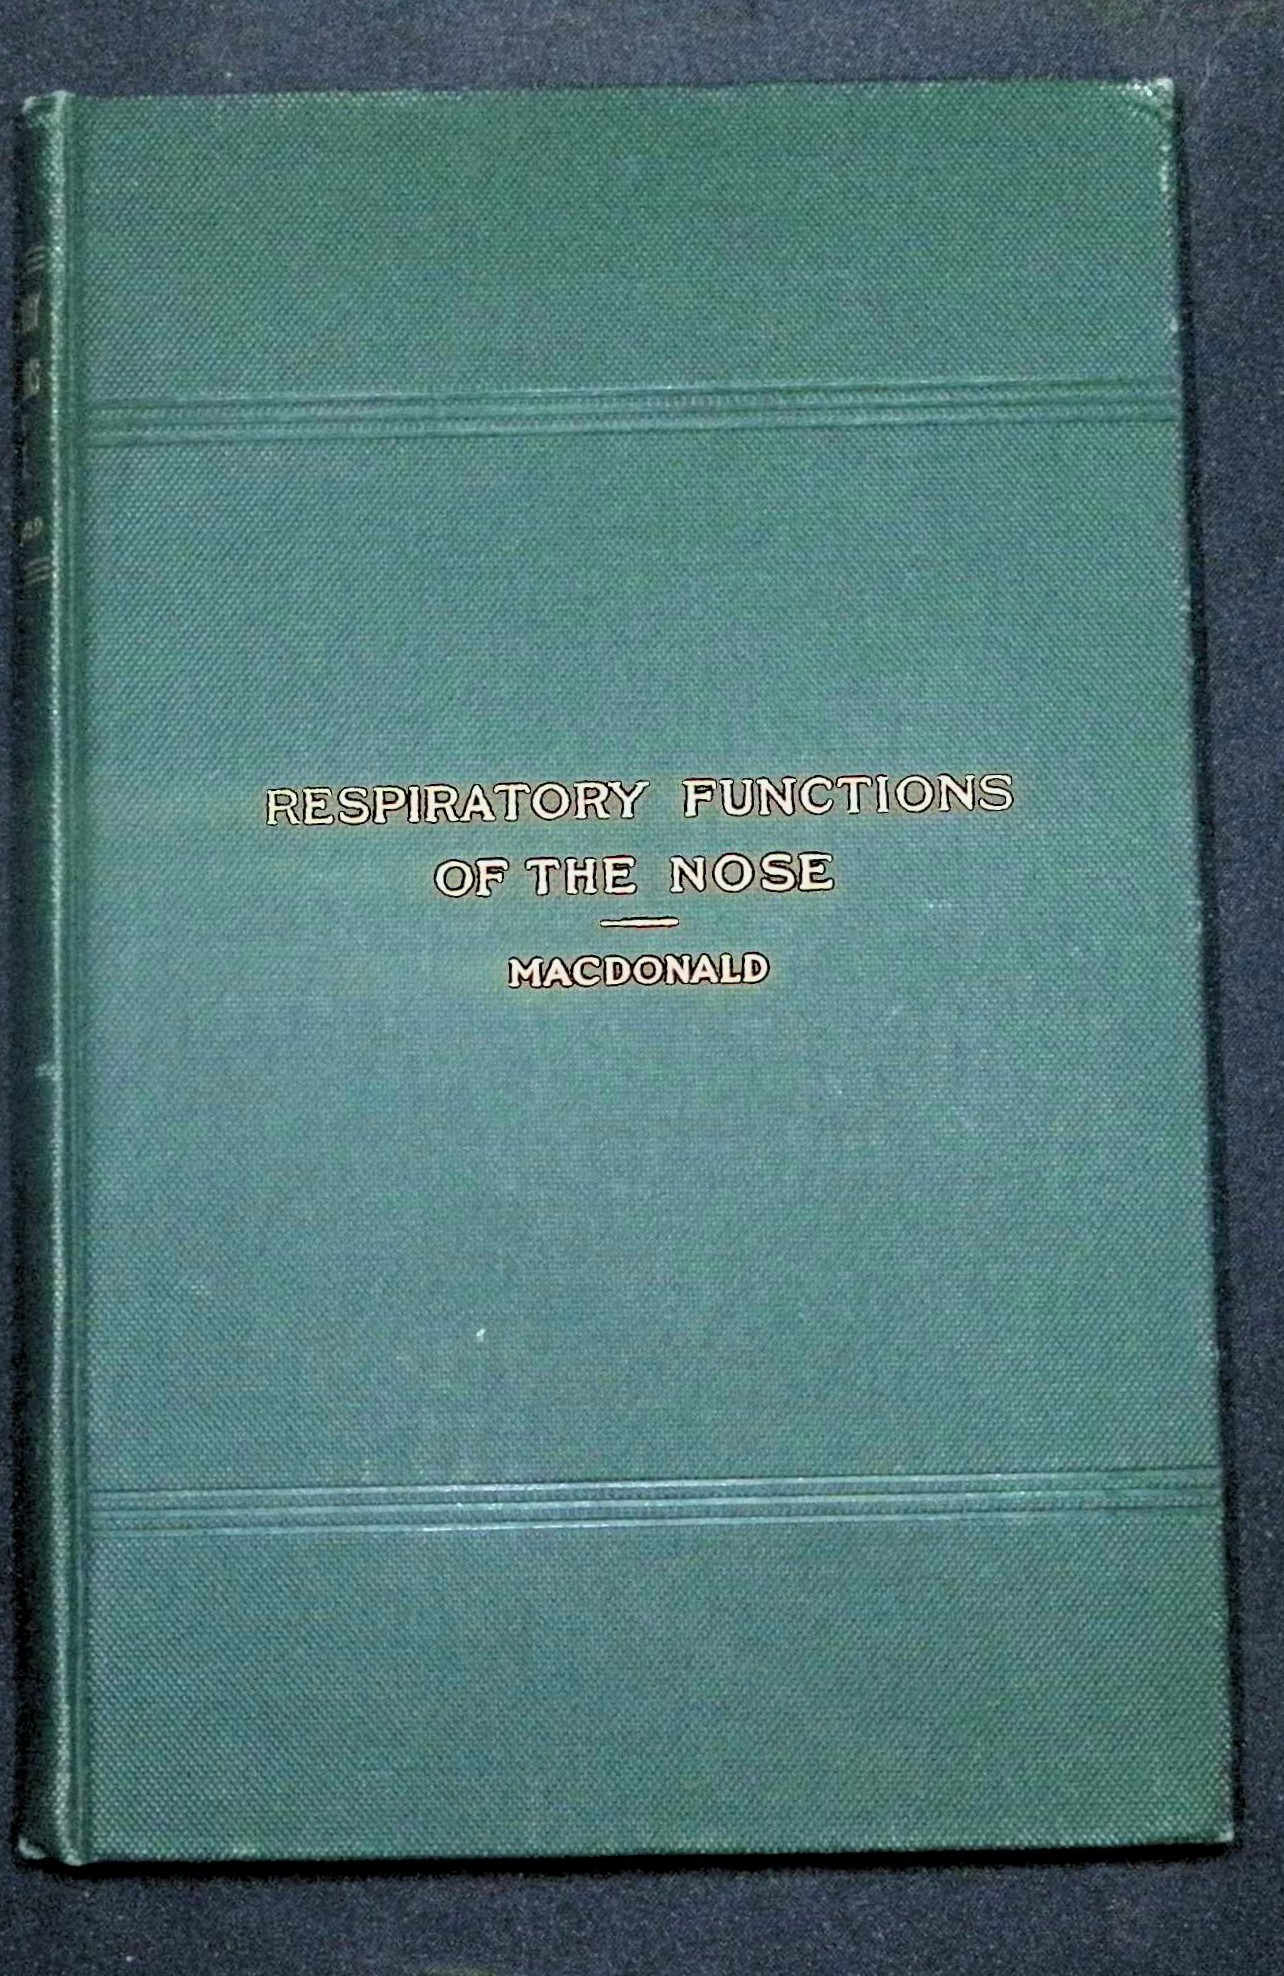 RESPIRATORY FUNCTIONS
OF THE NOSE
MACDONALD